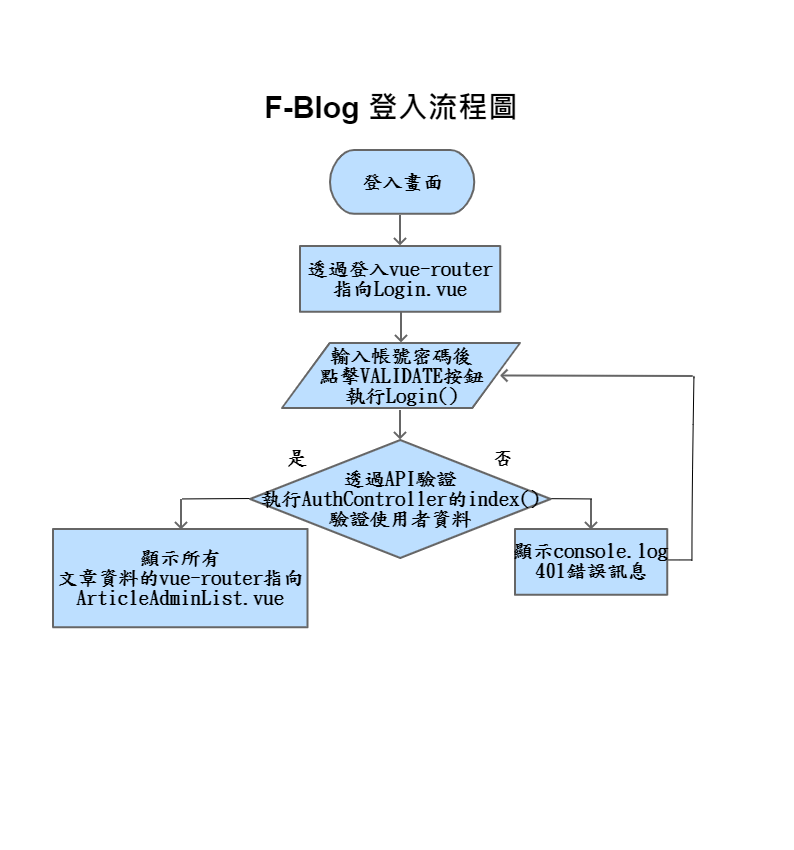 F-Blog 登入流程圖
登入畫面
透過登入vue-router
指向Login.vue
輸入帳號密碼後
點擊VALIDATE按鈕
執行Login()
是
否
透過API驗證
執行AuthController的index()
驗證使用者資料
顯示所有
文章資料的vue-router指向
ArticleAdminList.vue
顯示console.log
401錯誤訊息